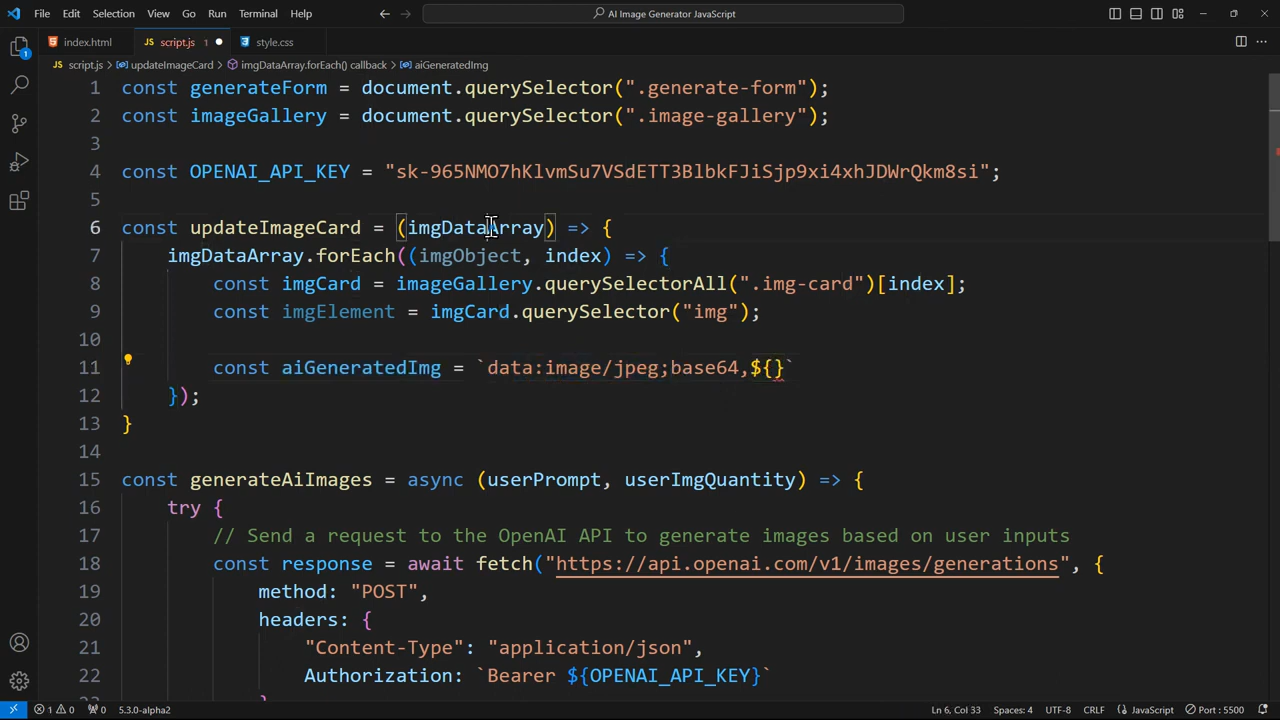 File Edit Selection View Go Run Terminal Help
AI Image Generator JavaScript
index.html
JS script.js 1
style.css
JS script.js > updateImageCard > imgDataArray.forEach() callback > aiGeneratedImg
1 const generateForm = document.querySelector(".generate-form");
2 const imageGallery = document.querySelector(".image-gallery");
3
4 const OPENAI_API_KEY = "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";
5
6 const updateImageCard = (imgDataArray) => {
7 imgDataArray.forEach((imgObject, index) => {
8 const imgCard = imageGallery.querySelectorAll(".img-card")[index];
9 const imgElement = imgCard.querySelector("img");
10
11 const aiGeneratedImg = `data:image/jpeg;base64,${}`
12 });
13 }
14
15 const generateAiImages = async (userPrompt, userImgQuantity) => {
16 try {
17 // Send a request to the OpenAI API to generate images based on user inputs
18 const response = await fetch("https://api.openai.com/v1/images/generations", {
19 method: "POST",
20 headers: {
21 "Content-Type": "application/json",
22 Authorization: `Bearer ${OPENAI_API_KEY}`
23 }
1 0 0 5.3.0-alpha2 Ln 6, Col 33 Spaces: 4 UTF-8 CRLF {} JavaScript Port : 5500